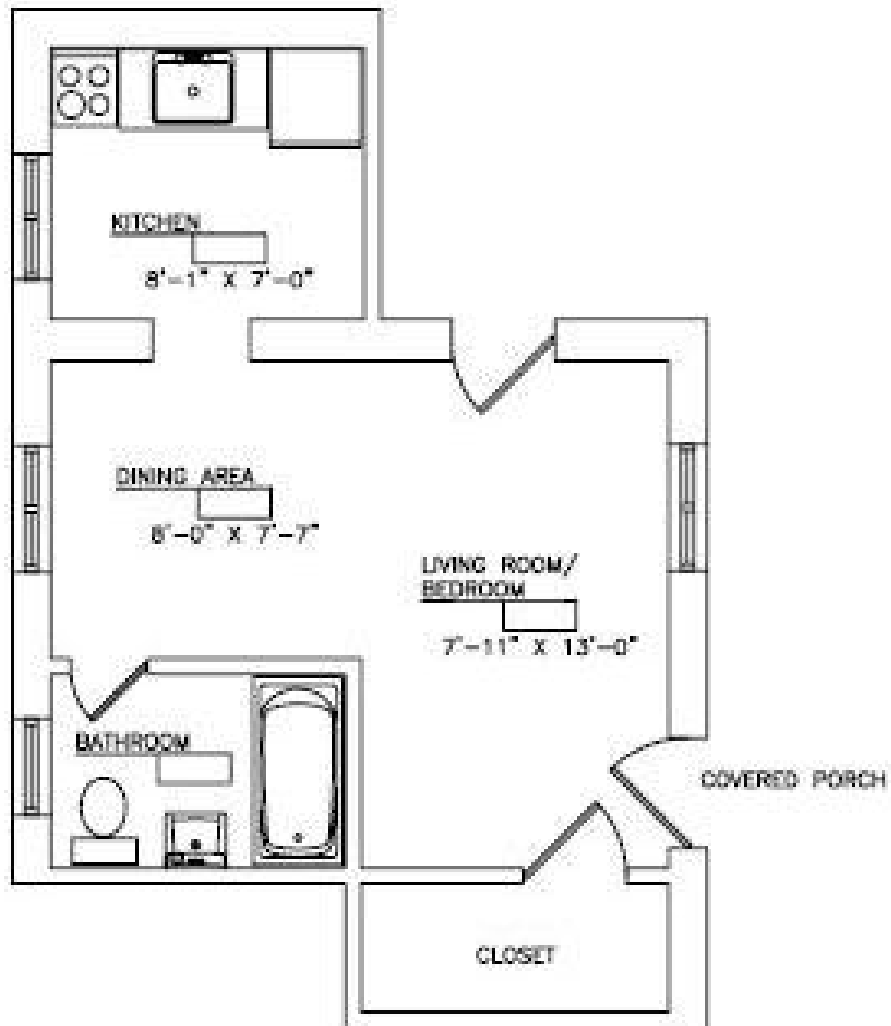 KITCHEN
8'-1" X 7'-0"
DINING AREA
8'-0" X 7'-7"
LIVING ROOM/
BEDROOM
7'-11" X 13'-0"
BATHROOM
COVERED PORCH
CLOSET